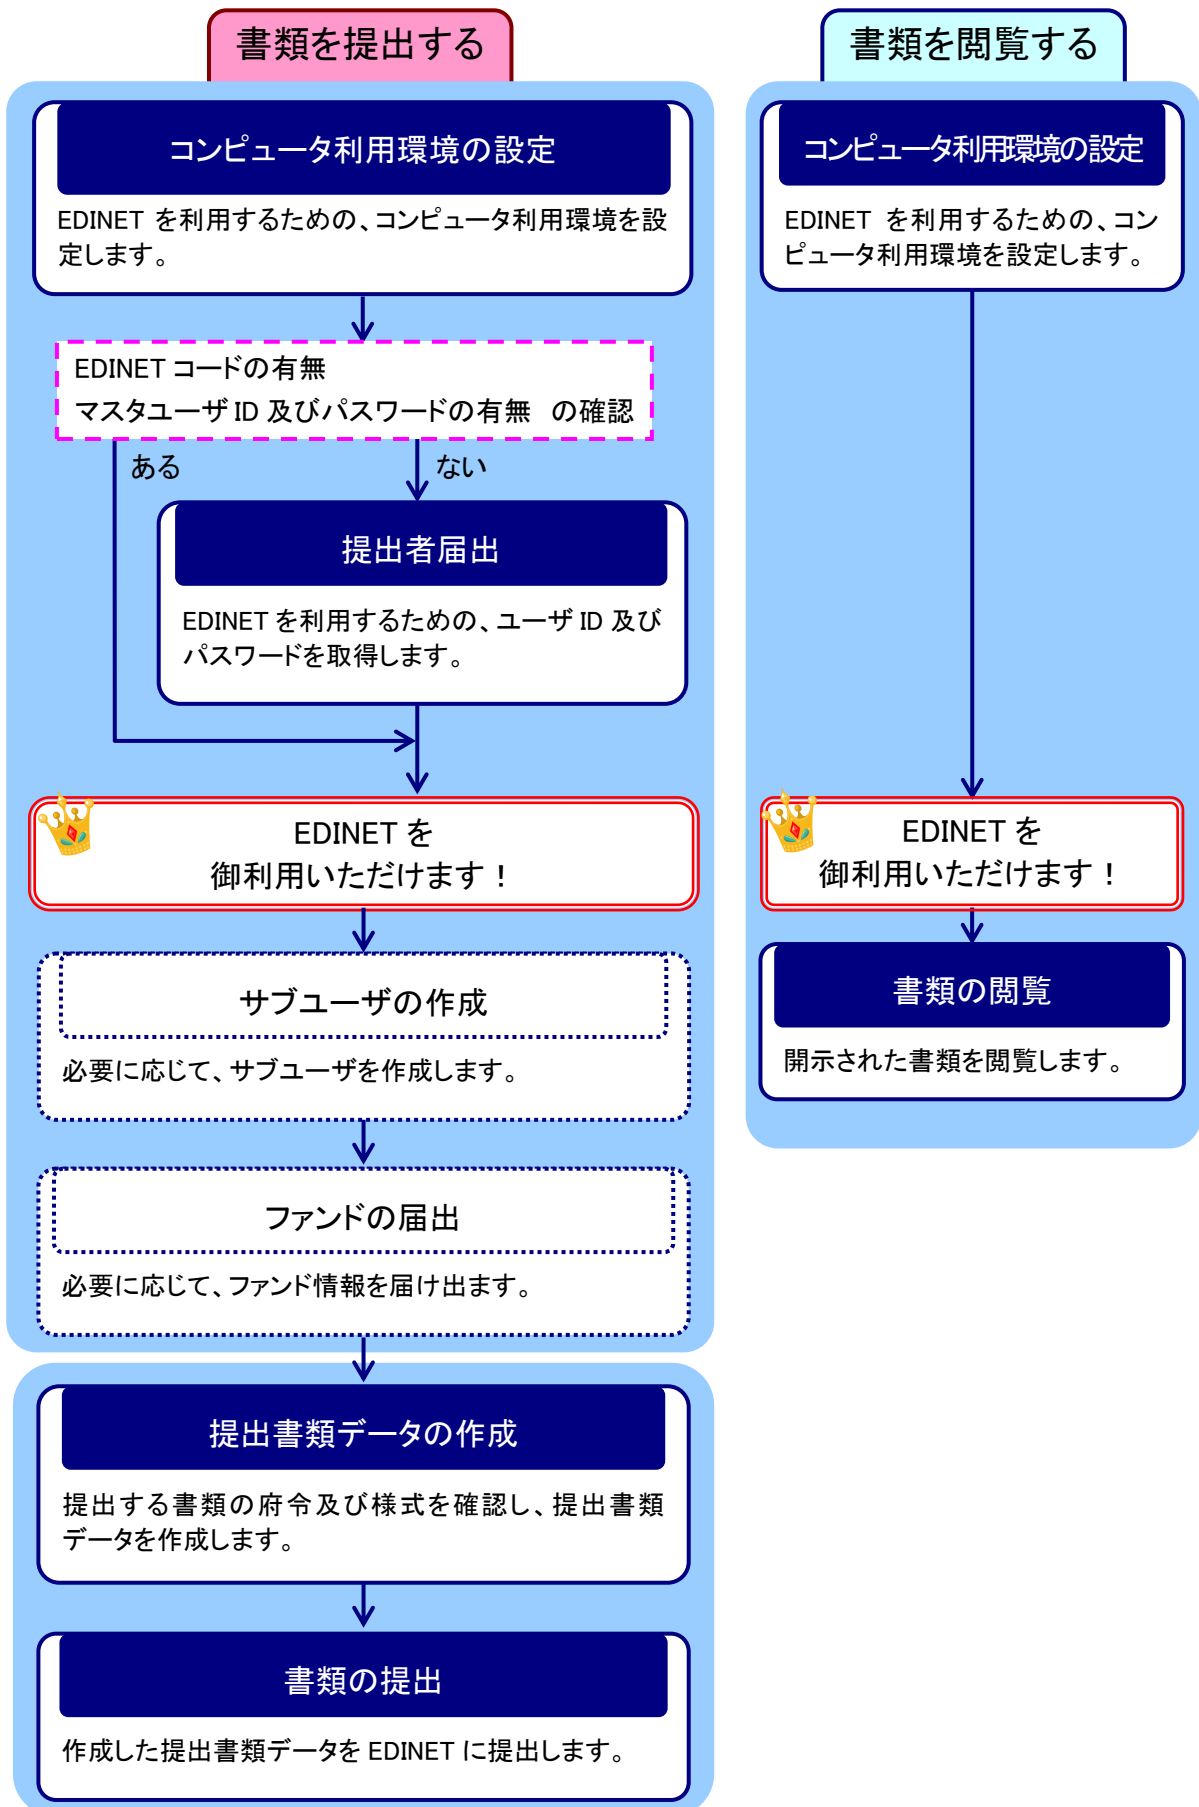 書類を提出する
コンピュータ利用環境の設定
EDINET を利用するための、コンピュータ利用環境を設
定します。
EDINET コードの有無
マスタユーザ ID 及びパスワードの有無　の確認
ある
ない
提出者届出
EDINET を利用するための、ユーザ ID 及び
パスワードを取得します。
EDINET を
御利用いただけます！
サブユーザの作成
必要に応じて、サブユーザを作成します。
ファンドの届出
必要に応じて、ファンド情報を届け出ます。
提出書類データの作成
提出する書類の府令及び様式を確認し、提出書類
データを作成します。
書類の提出
作成した提出書類データを EDINET に提出します。
書類を閲覧する
コンピュータ利用環境の設定
EDINET を利用するための、コン
ピュータ利用環境を設定します。
EDINET を
御利用いただけます！
書類の閲覧
開示された書類を閲覧します。